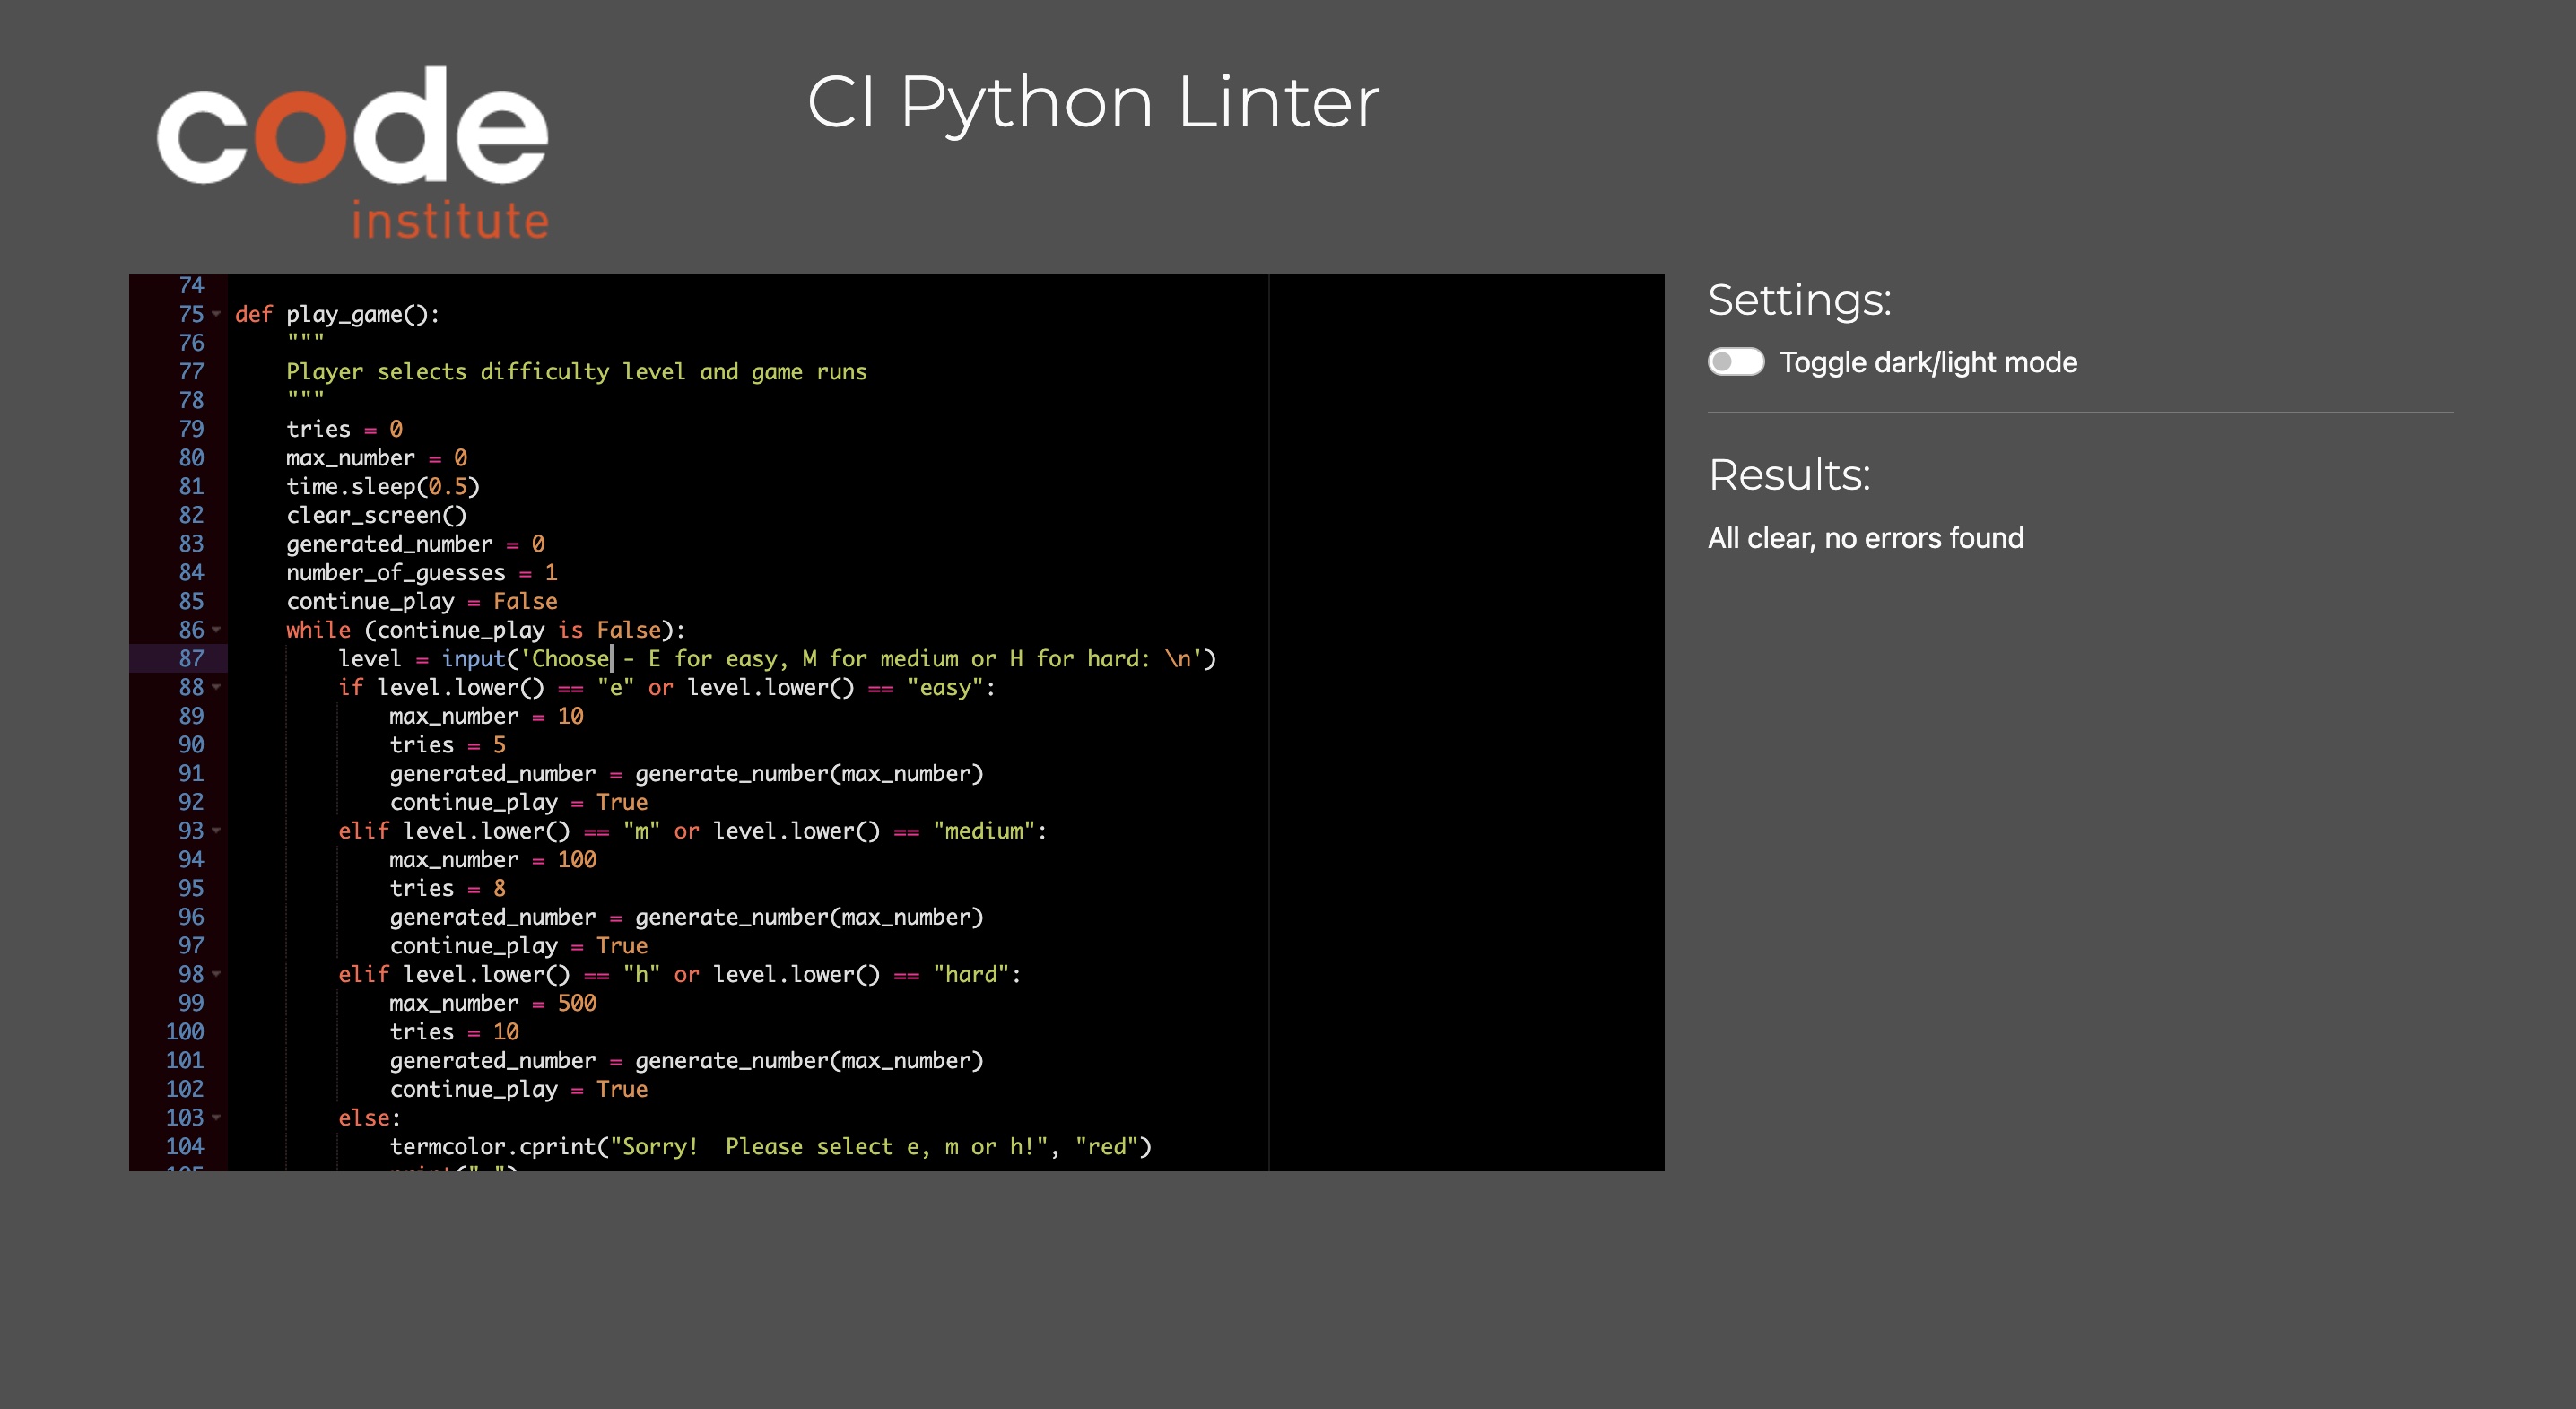 code
institute
CI Python Linter
74
75 def play_game():
76     """
77     Player selects difficulty level and game runs
78     """
79     tries = 0
80     max_number = 0
81     time.sleep(0.5)
82     clear_screen()
83     generated_number = 0
84     number_of_guesses = 1
85     continue_play = False
86     while (continue_play is False):
87         level = input('Choose - E for easy, M for medium or H for hard: \n')
88         if level.lower() == "e" or level.lower() == "easy":
89             max_number = 10
90             tries = 5
91             generated_number = generate_number(max_number)
92             continue_play = True
93         elif level.lower() == "m" or level.lower() == "medium":
94             max_number = 100
95             tries = 8
96             generated_number = generate_number(max_number)
97             continue_play = True
98         elif level.lower() == "h" or level.lower() == "hard":
99             max_number = 500
100             tries = 10
101             generated_number = generate_number(max_number)
102             continue_play = True
103         else:
104             termcolor.cprint("Sorry!  Please select e, m or h!", "red")
Settings:
Toggle dark/light mode
Results:
All clear, no errors found